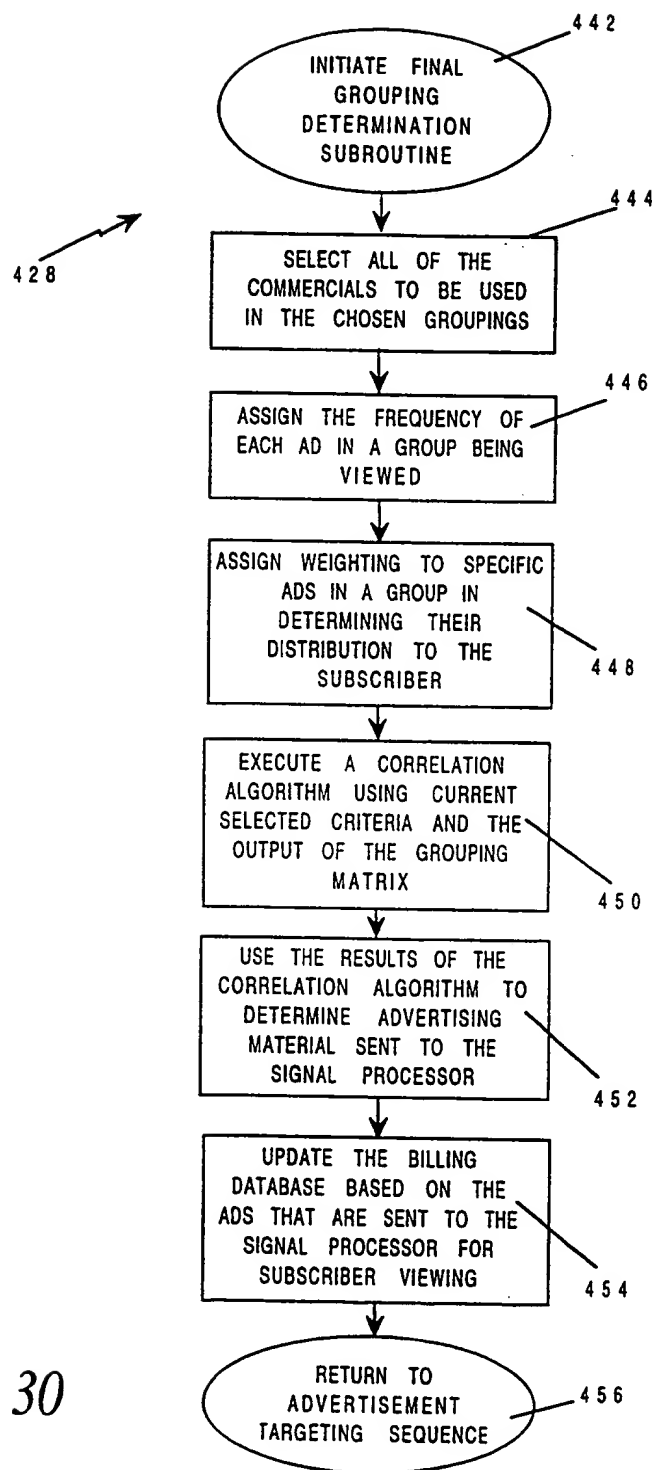 442
INITIATE FINAL
GROUPING
DETERMINATION
SUBROUTINE
428
444
SELECT ALL OF THE
COMMERCIALS TO BE USED
IN THE CHOSEN GROUPINGS
446
ASSIGN THE FREQUENCY OF
EACH AD IN A GROUP BEING
VIEWED
ASSIGN WEIGHTING TO SPECIFIC
ADS IN A GROUP IN
DETERMINING THEIR
DISTRIBUTION TO THE
SUBSCRIBER
448
EXECUTE A CORRELATION
ALGORITHM USING CURRENT
SELECTED CRITERIA AND THE
OUTPUT OF THE GROUPING
MATRIX
450
USE THE RESULTS OF THE
CORRELATION ALGORITHM TO
DETERMINE ADVERTISING
MATERIAL SENT TO THE
SIGNAL PROCESSOR
452
UPDATE THE BILLING
DATABASE BASED ON THE
ADS THAT ARE SENT TO THE
SIGNAL PROCESSOR FOR
SUBSCRIBER VIEWING
454
30
RETURN TO
ADVERTISEMENT
TARGETING SEQUENCE
456